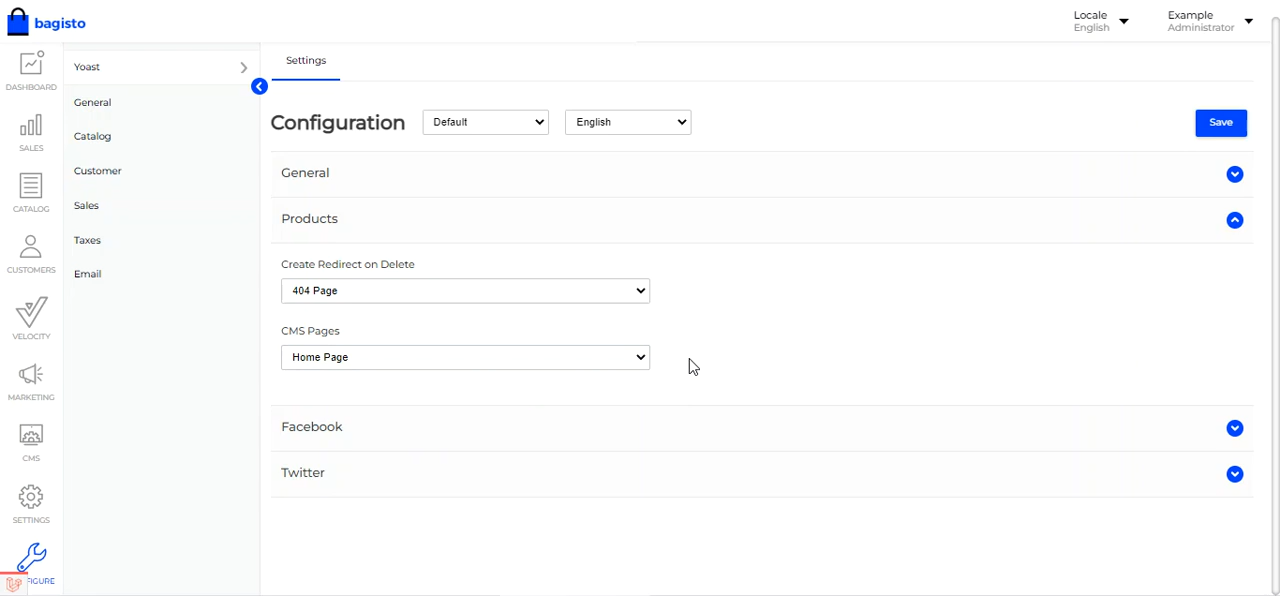 bagisto
Locale
English
Example
Administrator
DASHBOARD
SALES
CATALOG
CUSTOMERS
VELOCITY
MARKETING
CMS
SETTINGS
FIGURE
Yoast
General
Catalog
Customer
Sales
Taxes
Email
Settings
Configuration
Default
English
Save
General
Products
Create Redirect on Delete
404 Page
CMS Pages
Home Page
Facebook
Twitter